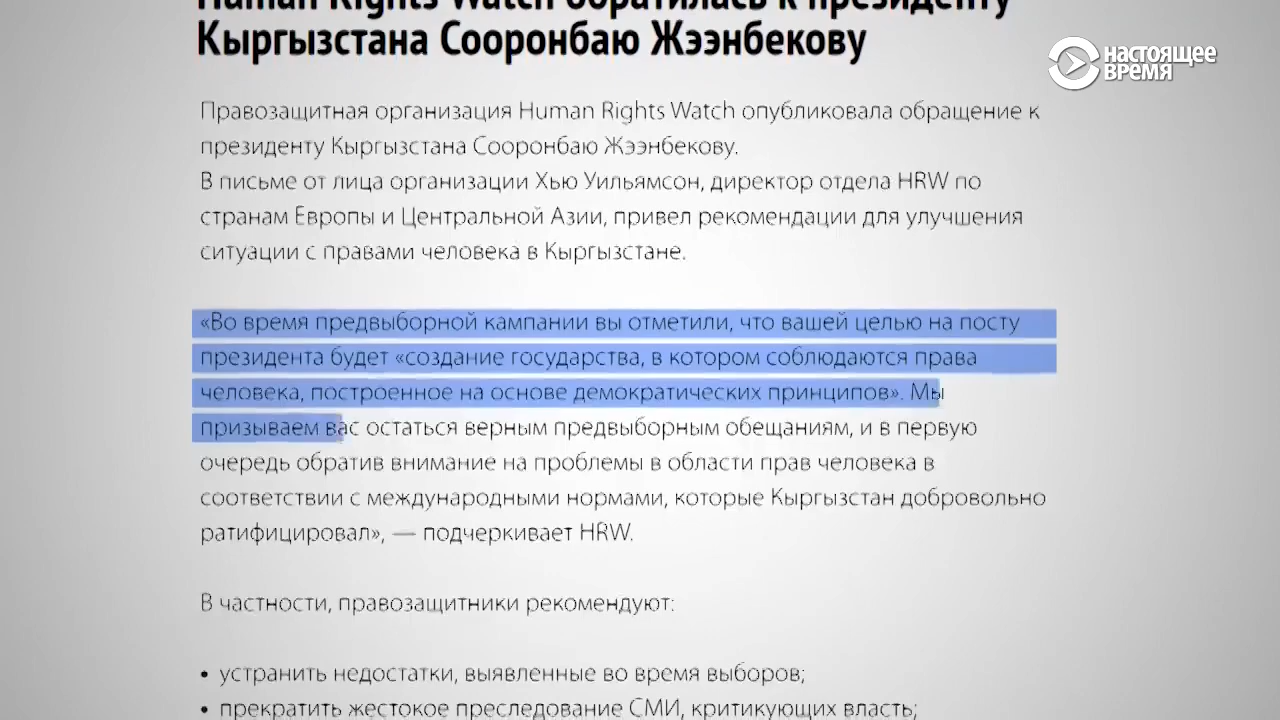 Human Rights Watch обратилась к президенту
Кыргызстана Сооронбаю Жээнбекову
настоящее
время
Правозащитная организация Human Rights Watch опубликовала обращение к
президенту Кыргызстана Сооронбаю Жээнбекову.
В письме от лица организации Хью Уильямсон, директор отдела HRW по
странам Европы и Центральной Азии, привел рекомендации для улучшения
ситуации с правами человека в Кыргызстане.
«Во время предвыборной кампании вы отметили, что вашей целью на посту
президента будет «создание государства, в котором соблюдаются права
человека, построенное на основе демократических принципов». Мы
призываем вас остаться верным предвыборным обещаниям, и в первую
очередь обратив внимание на проблемы в области прав человека в
соответствии с международными нормами, которые Кыргызстан добровольно
ратифицировал», — подчеркивает HRW.
В частности, правозащитники рекомендуют:
• устранить недостатки, выявленные во время выборов;
• прекратить жестокое преследование СМИ, критикующих власть;